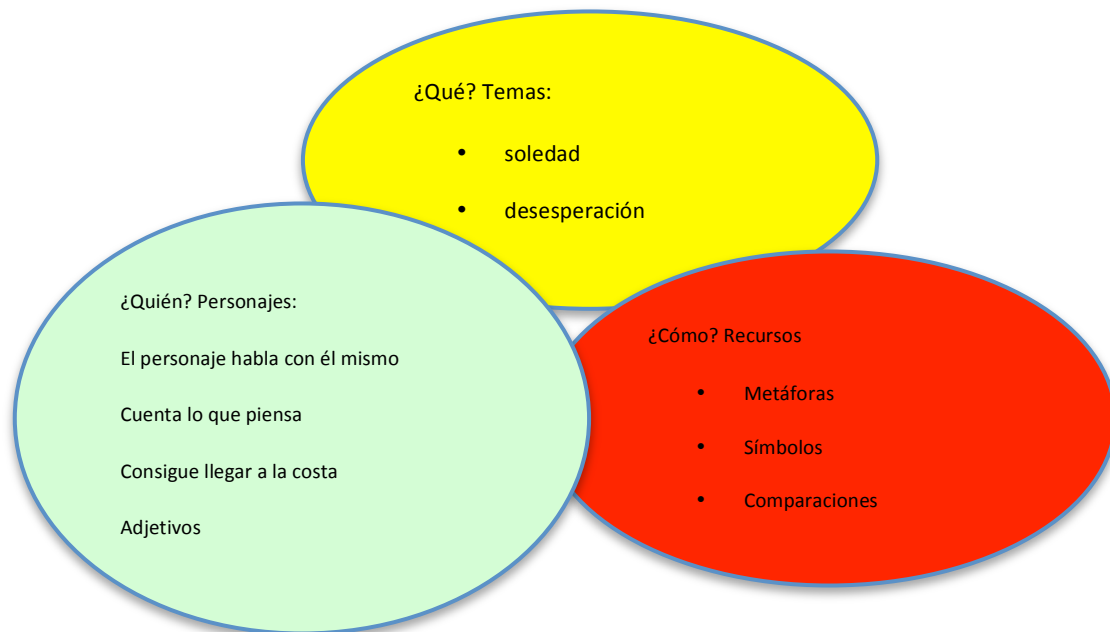 ¿Qué? Temas:
• soledad
• desesperación
¿Quién? Personajes:
El personaje habla con él mismo
Cuenta lo que piensa
Consigue llegar a la costa
Adjetivos
¿Cómo? Recursos
• Metáforas
• Símbolos
• Comparaciones